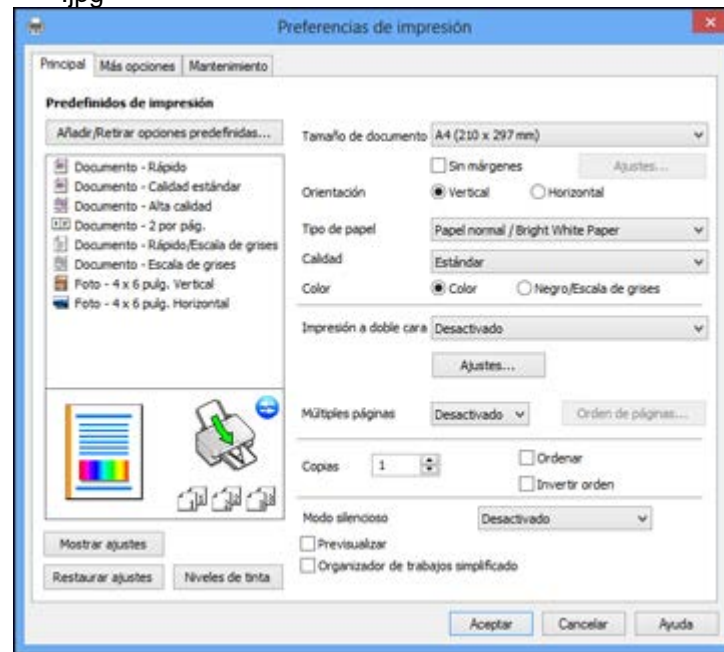 .jpg
Preferencias de impresión
Principal Más opciones Mantenimiento
Predefinidos de impresión
Añadir/Retirar opciones predefinidas...
Documento - Rápido
Documento - Calidad estándar
Documento - Alta calidad
Documento - 2 por pág.
Documento - Rápido/Escala de grises
Documento - Escala de grises
Foto - 4 x 6 pulg. Vertical
Foto - 4 x 6 pulg. Horizontal
Mostrar ajustes
Restaurar ajustes Niveles de tinta
Tamaño de documento A4 (210 x 297 mm)
Sin márgenes Ajustes...
Orientación Vertical Horizontal
Tipo de papel Papel normal / Bright White Paper
Calidad Estándar
Color Color Negro/Escala de grises
Impresión a doble cara Desactivado
Ajustes...
Múltiples páginas Desactivado Orden de páginas...
Copias 1 Ordenar
Invertir orden
Modo silencioso Desactivado
Previsualizar
Organizador de trabajos simplificado
Aceptar Cancelar Ayuda